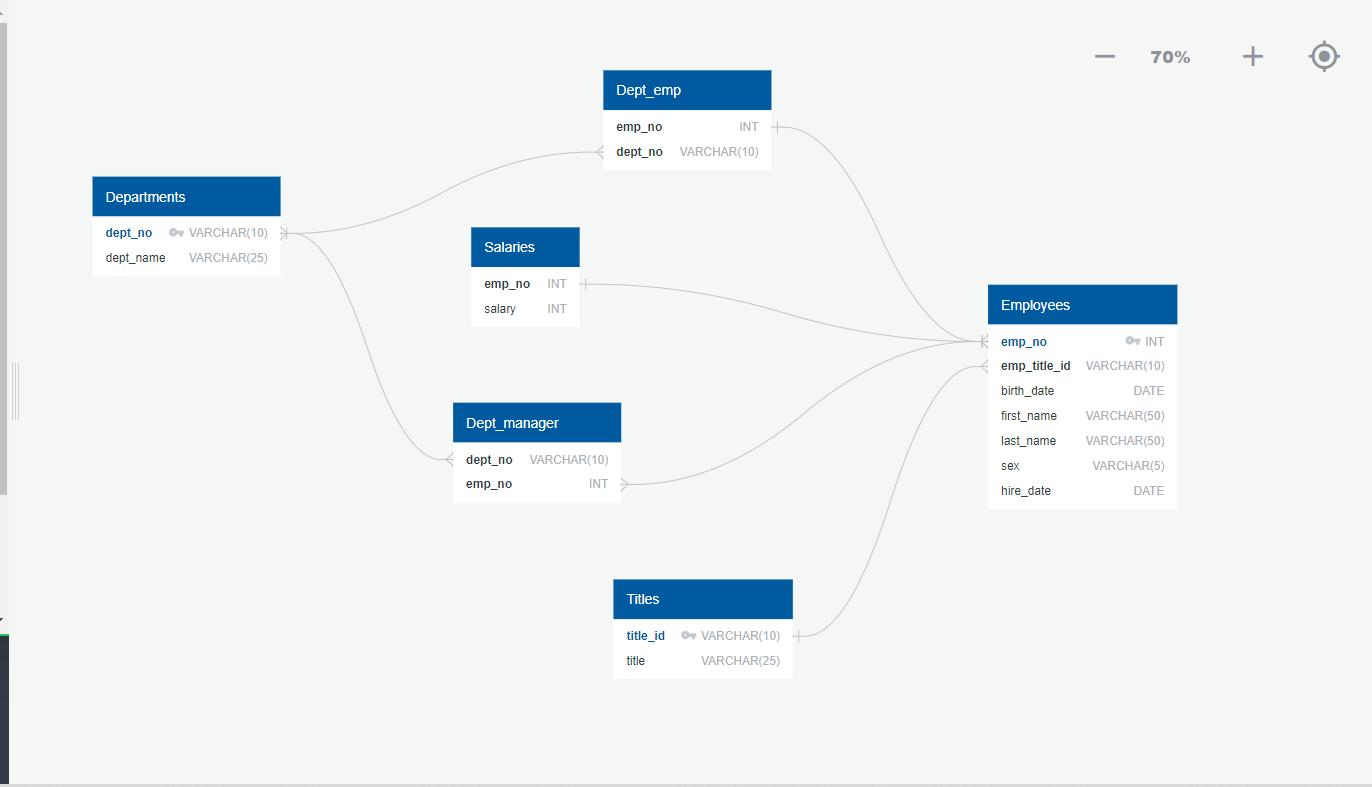 70%
Dept_emp
emp_no INT
dept_no VARCHAR(10)
Departments
dept_no VARCHAR(10)
dept_name VARCHAR(25)
Salaries
emp_no INT
salary INT
Employees
emp_no INT
emp_title_id VARCHAR(10)
birth_date DATE
first_name VARCHAR(50)
last_name VARCHAR(50)
sex VARCHAR(5)
hire_date DATE
Dept_manager
dept_no VARCHAR(10)
emp_no INT
Titles
title_id VARCHAR(10)
title VARCHAR(25)